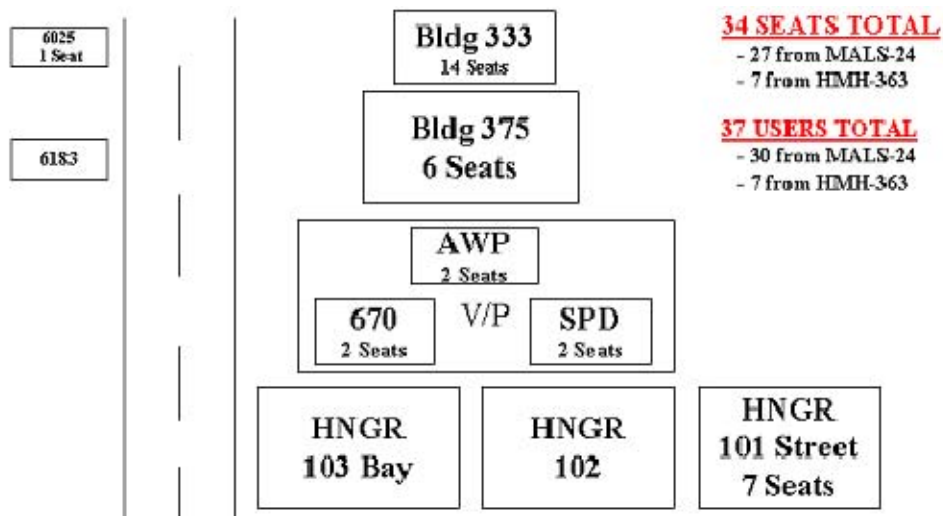 6025
1 Seat
6183
Bldg 333
14 Seats
Bldg 375
6 Seats
AWP
2 Seats
670
2 Seats
V/P
SPD
2 Seats
HNGR
103 Bay
HNGR
102
HNGR
101 Street
7 Seats
34 SEATS TOTAL
- 27 from MALS-24
- 7 from HMH-363
37 USERS TOTAL
- 30 from MALS-24
- 7 from HMH-363